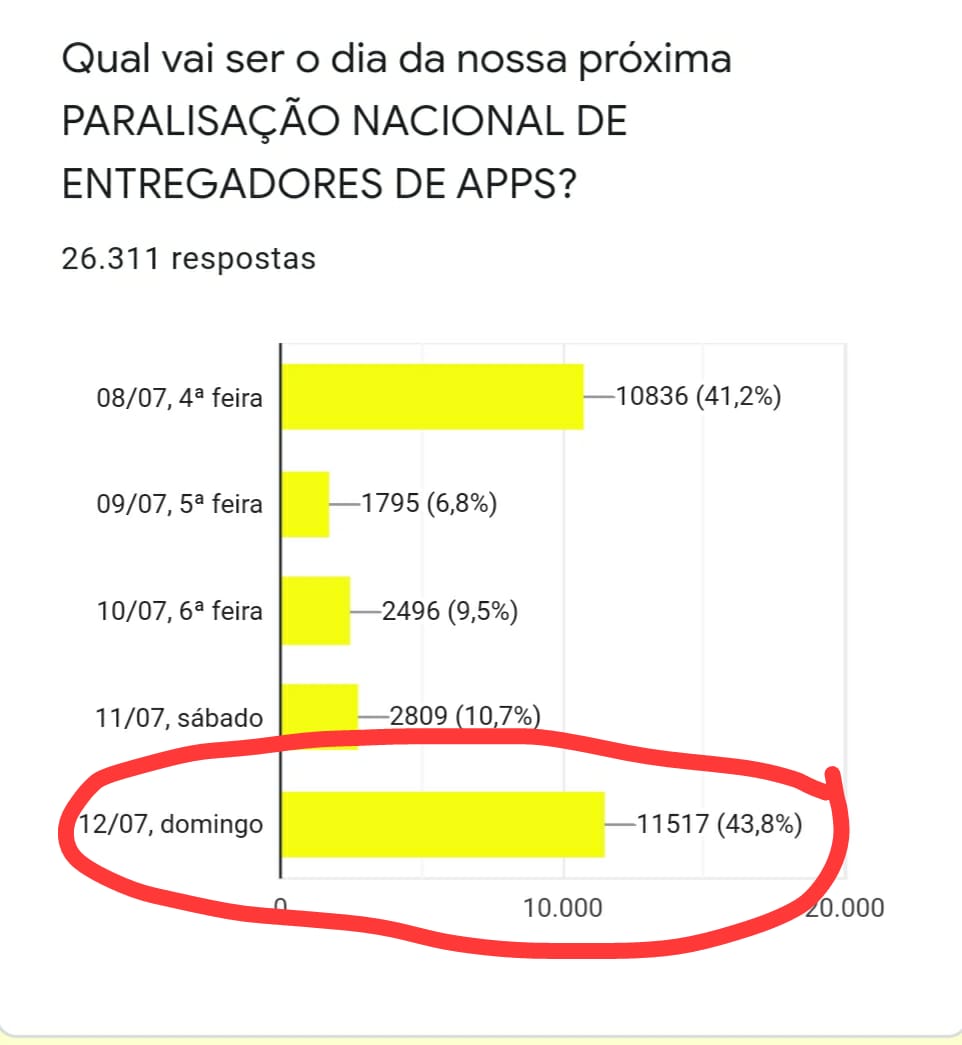 Qual vai ser o dia da nossa próxima
PARALISAÇÃO NACIONAL DE
ENTREGADORES DE APPS?
26.311 respostas
08/07, 4ª feira
10836 (41,2%)
09/07, 5ª feira
1795 (6,8%)
10/07, 6ª feira
2496 (9,5%)
11/07, sábado
2809 (10,7%)
12/07, domingo
11517 (43,8%)
0
10.000
20.000